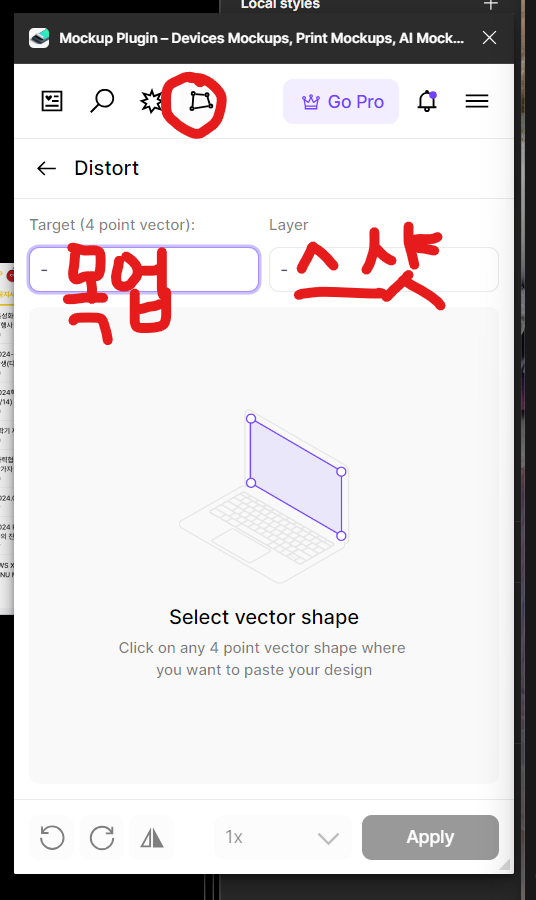 Local styles
Mockup Plugin – Devices Mockups, Print Mockups, AI Mock...
Go Pro
Distort
Target (4 point vector): Layer
- -
목업 스샷
Select vector shape
Click on any 4 point vector shape where
you want to paste your design
1x Apply